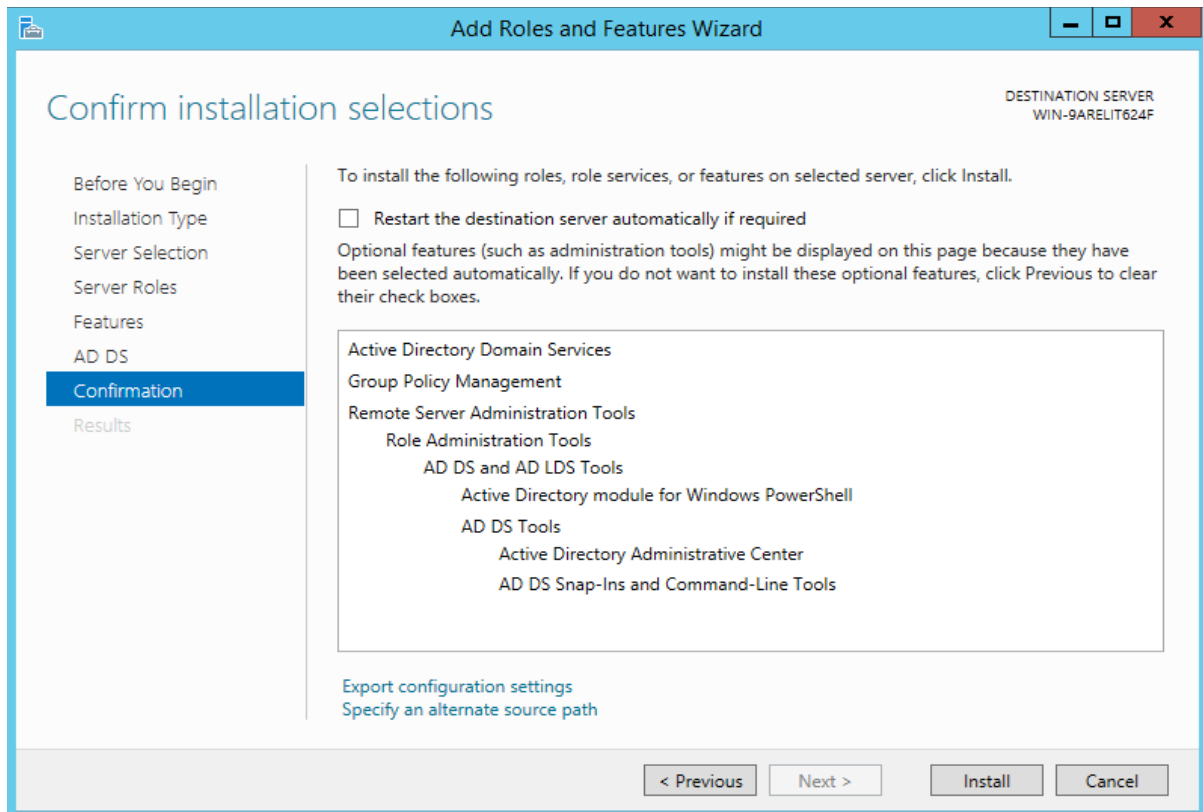 Add Roles and Features Wizard
Confirm installation selections
DESTINATION SERVER
WIN-9ARELIT624F
Before You Begin
Installation Type
Server Selection
Server Roles
Features
AD DS
Confirmation
Results
To install the following roles, role services, or features on selected server, click Install.
Restart the destination server automatically if required
Optional features (such as administration tools) might be displayed on this page because they have
been selected automatically. If you do not want to install these optional features, click Previous to clear
their check boxes.
Active Directory Domain Services
Group Policy Management
Remote Server Administration Tools
Role Administration Tools
AD DS and AD LDS Tools
Active Directory module for Windows PowerShell
AD DS Tools
Active Directory Administrative Center
AD DS Snap-Ins and Command-Line Tools
Export configuration settings
Specify an alternate source path
< Previous
Next >
Install
Cancel